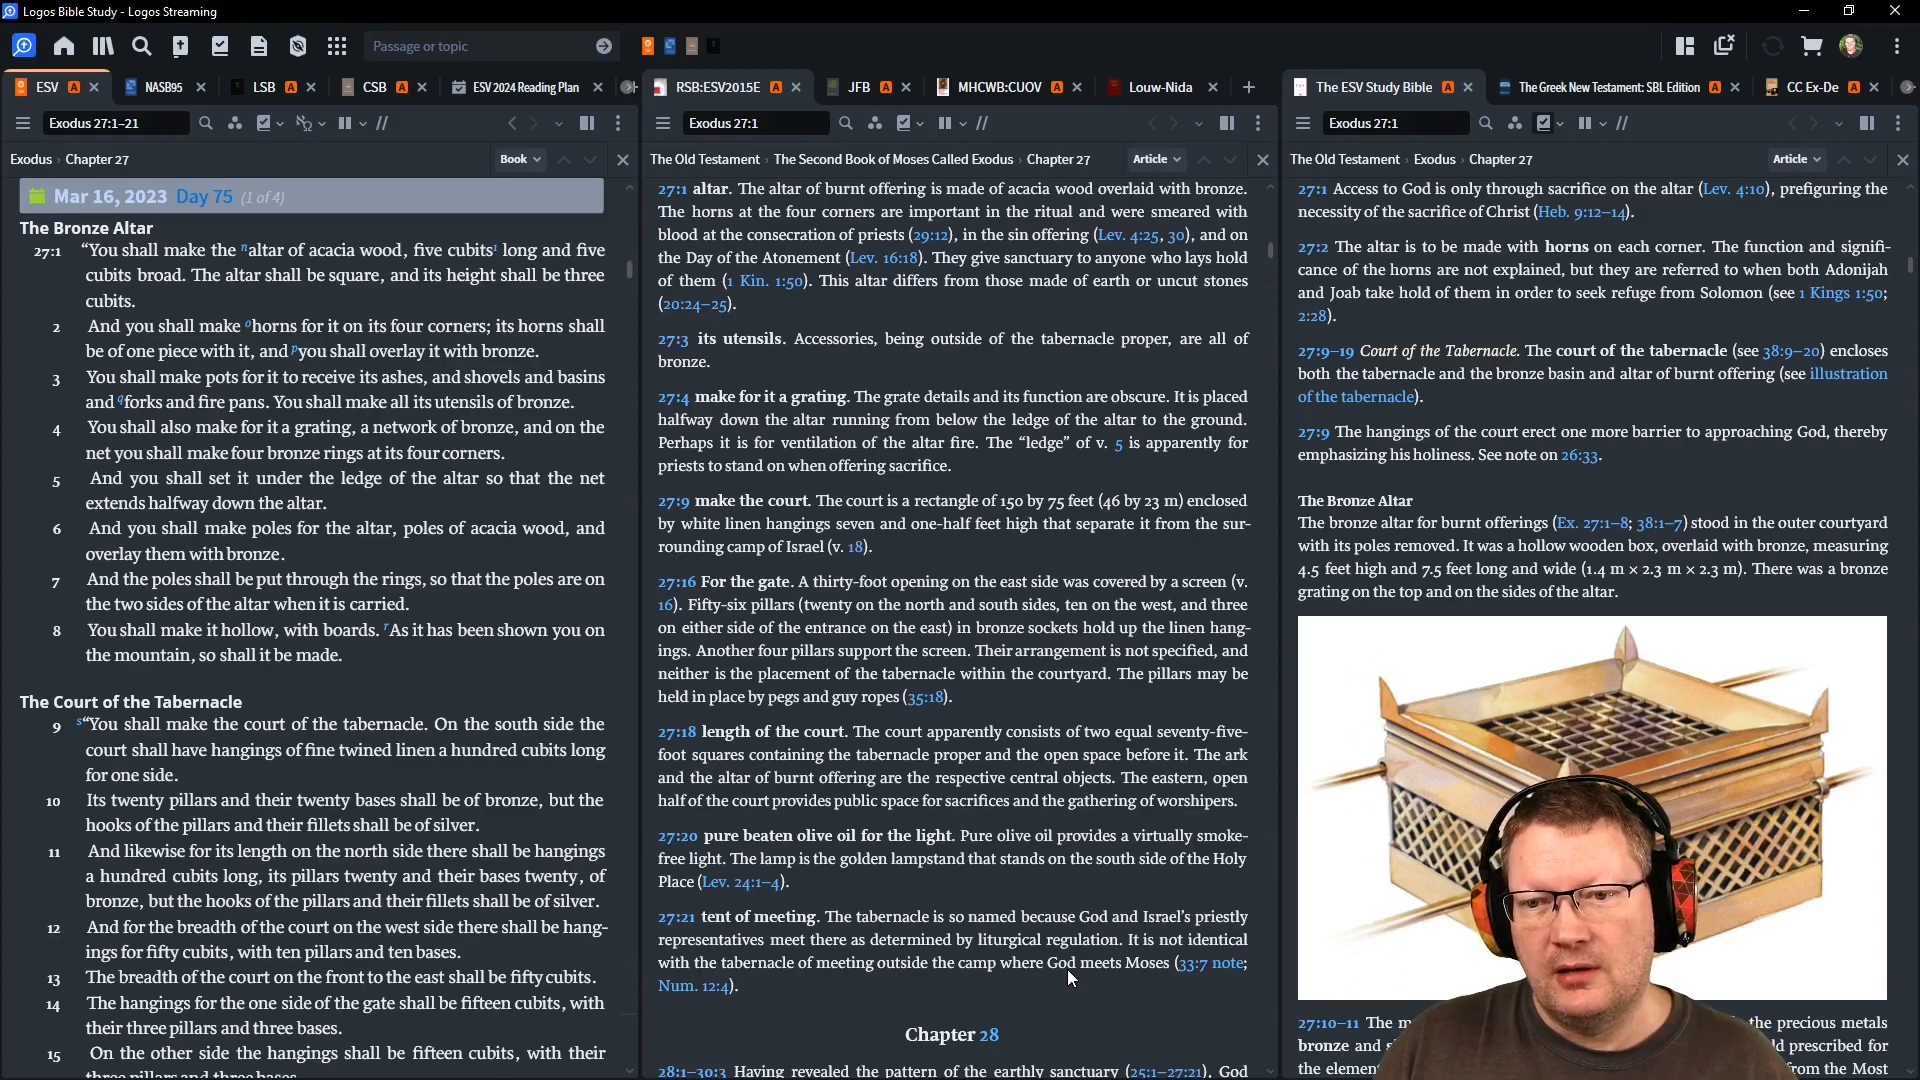 Logos Bible Study - Logos Streaming
Passage or topic
ESV A
NASB95
LSB A
CSB A
ESV 2024 Reading Plan
Exodus 27:1–21
Exodus › Chapter 27
Book
Mar 16, 2023 Day 75 (1 of 4)
The Bronze Altar
27:1 “You shall make the ⁿaltar of acacia wood, five cubits¹ long and five
cubits broad. The altar shall be square, and its height shall be three
cubits.
2 And you shall make ᵒhorns for it on its four corners; its horns shall
be of one piece with it, and ᵖyou shall overlay it with bronze.
3 You shall make pots for it to receive its ashes, and shovels and basins
and qforks and fire pans. You shall make all its utensils of bronze.
4 You shall also make for it a grating, a network of bronze, and on the
net you shall make four bronze rings at its four corners.
5 And you shall set it under the ledge of the altar so that the net
extends halfway down the altar.
6 And you shall make poles for the altar, poles of acacia wood, and
overlay them with bronze.
7 And the poles shall be put through the rings, so that the poles are on
the two sides of the altar when it is carried.
8 You shall make it hollow, with boards. ʳAs it has been shown you on
the mountain, so shall it be made.
The Court of the Tabernacle
9 ˢ“You shall make the court of the tabernacle. On the south side the
court shall have hangings of fine twined linen a hundred cubits long
for one side.
10 Its twenty pillars and their twenty bases shall be of bronze, but the
hooks of the pillars and their fillets shall be of silver.
11 And likewise for its length on the north side there shall be hangings
a hundred cubits long, its pillars twenty and their bases twenty, of
bronze, but the hooks of the pillars and their fillets shall be of silver.
12 And for the breadth of the court on the west side there shall be hang-
ings for fifty cubits, with ten pillars and ten bases.
13 The breadth of the court on the front to the east shall be fifty cubits.
14 The hangings for the one side of the gate shall be fifteen cubits, with
their three pillars and three bases.
15 On the other side the hangings shall be fifteen cubits, with their
three pillars and three bases.
RSB:ESV2015E A
JFB A
MHCWB:CUOV A
Louw-Nida
Exodus 27:1
The Old Testament › The Second Book of Moses Called Exodus › Chapter 27
Article
27:1 altar. The altar of burnt offering is made of acacia wood overlaid with bronze.
The horns at the four corners are important in the ritual and were smeared with
blood at the consecration of priests (29:12), in the sin offering (Lev. 4:25, 30), and on
the Day of the Atonement (Lev. 16:18). They give sanctuary to anyone who lays hold
of them (1 Kin. 1:50). This altar differs from those made of earth or uncut stones
(20:24–25).
27:3 its utensils. Accessories, being outside of the tabernacle proper, are all of
bronze.
27:4 make for it a grating. The grate details and its function are obscure. It is placed
halfway down the altar running from below the ledge of the altar to the ground.
Perhaps it is for ventilation of the altar fire. The “ledge” of v. 5 is apparently for
priests to stand on when offering sacrifice.
27:9 make the court. The court is a rectangle of 150 by 75 feet (46 by 23 m) enclosed
by white linen hangings seven and one-half feet high that separate it from the sur-
rounding camp of Israel (v. 18).
27:16 For the gate. A thirty-foot opening on the east side was covered by a screen (v.
16). Fifty-six pillars (twenty on the north and south sides, ten on the west, and three
on either side of the entrance on the east) in bronze sockets hold up the linen hang-
ings. Another four pillars support the screen. Their arrangement is not specified, and
neither is the placement of the tabernacle within the courtyard. The pillars may be
held in place by pegs and guy ropes (35:18).
27:18 length of the court. The court apparently consists of two equal seventy-five-
foot squares containing the tabernacle proper and the open space before it. The ark
and the altar of burnt offering are the respective central objects. The eastern, open
half of the court provides public space for sacrifices and the gathering of worshipers.
27:20 pure beaten olive oil for the light. Pure olive oil provides a virtually smoke-
free light. The lamp is the golden lampstand that stands on the south side of the Holy
Place (Lev. 24:1–4).
27:21 tent of meeting. The tabernacle is so named because God and Israel’s priestly
representatives meet there as determined by liturgical regulation. It is not identical
with the tabernacle of meeting outside the camp where God meets Moses (33:7 note;
Num. 12:4).
Chapter 28
28:1–30:3 Having revealed the pattern of the earthly sanctuary (25:1–27:21), God
The ESV Study Bible A
The Greek New Testament: SBL Edition A
CC Ex-De A
Exodus 27:1
The Old Testament › Exodus › Chapter 27
Article
27:1 Access to God is only through sacrifice on the altar (Lev. 4:10), prefiguring the
necessity of the sacrifice of Christ (Heb. 9:12–14).
27:2 The altar is to be made with horns on each corner. The function and signifi-
cance of the horns are not explained, but they are referred to when both Adonijah
and Joab take hold of them in order to seek refuge from Solomon (see 1 Kings 1:50;
2:28).
27:9–19 Court of the Tabernacle. The court of the tabernacle (see 38:9–20) encloses
both the tabernacle and the bronze basin and altar of burnt offering (see illustration
of the tabernacle).
27:9 The hangings of the court erect one more barrier to approaching God, thereby
emphasizing his holiness. See note on 26:33.
The Bronze Altar
The bronze altar for burnt offerings (Ex. 27:1–8; 38:1–7) stood in the outer courtyard
with its poles removed. It was a hollow wooden box, overlaid with bronze, measuring
4.5 feet high and 7.5 feet long and wide (1.4 m × 2.3 m × 2.3 m). There was a bronze
grating on the top and on the sides of the altar.
27:10–11 The the precious metals
bronze and prescribed for
the from the Most